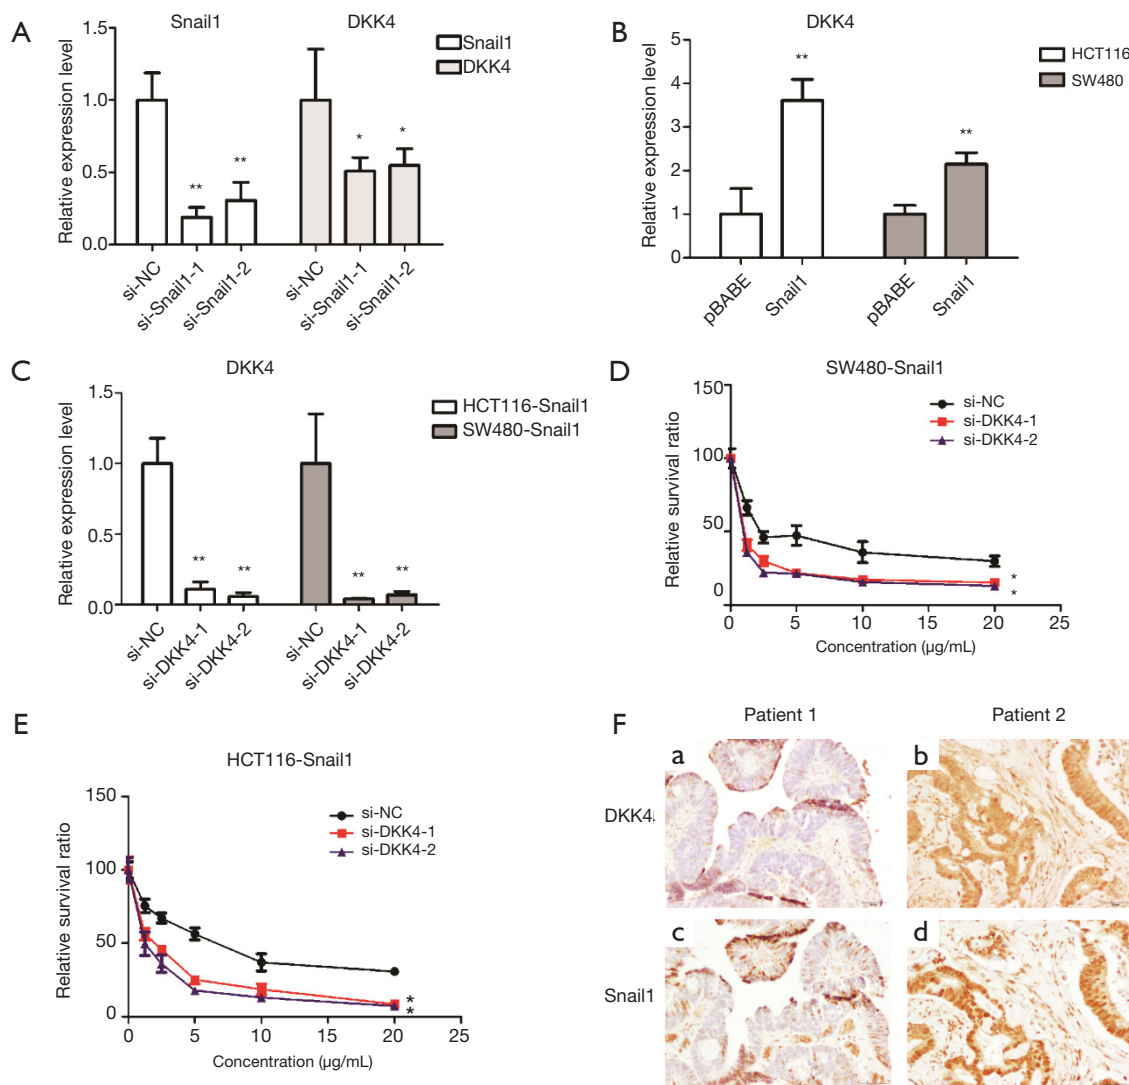 A
Snail1
DKK4
Snail1
DKK4
Relative expression level
1.5
1.0
0.5
0.0
**
**
*
*
si-NC
si-Snail1-1
si-Snail1-2
si-NC
si-Snail1-1
si-Snail1-2
B
DKK4
HCT116
SW480
Relative expression level
5
4
3
2
1
0
**
**
pBABE
Snail1
pBABE
Snail1
C
DKK4
HCT116-Snail1
SW480-Snail1
Relative expression level
1.5
1.0
0.5
0.0
**
**
**
**
si-NC
si-DKK4-1
si-DKK4-2
si-NC
si-DKK4-1
si-DKK4-2
D
SW480-Snail1
si-NC
si-DKK4-1
si-DKK4-2
Relative survival ratio
150
100
50
0
*
*
0 5 10 15 20 25
Concentration (µg/mL)
E
HCT116-Snail1
si-NC
si-DKK4-1
si-DKK4-2
Relative survival ratio
150
100
50
0
*
*
0 5 10 15 20 25
Concentration (µg/mL)
F
Patient 1 Patient 2
DKK4
a b
Snail1
c d